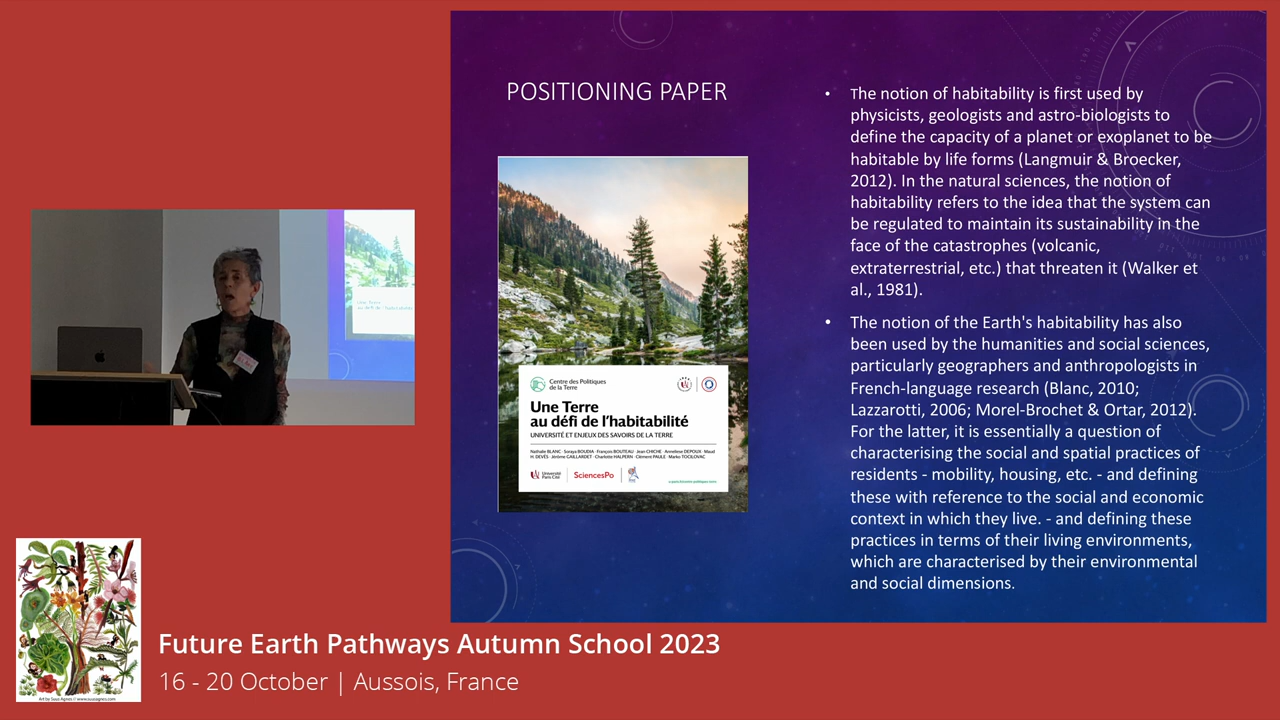 POSITIONING PAPER
Centre des Politiques
de la Terre
Une Terre
au défi de l'habitabilité
UNIVERSITÉ ET ENJEUX DES SAVOIRS DE LA TERRE
Nathalie BLANC · Soraya BOUDIA · François BOUTEAU · Jean CHICHE · Anneliese DEPOUX · Maud
H. DEVÈS · Jérôme GAILLARDET · Charlotte HALPERN · Clément PAULE · Marko TOCILOVAC
Université
Paris Cité
SciencesPo
• The notion of habitability is first used by
physicists, geologists and astro-biologists to
define the capacity of a planet or exoplanet to be
habitable by life forms (Langmuir & Broecker,
2012). In the natural sciences, the notion of
habitability refers to the idea that the system can
be regulated to maintain its sustainability in the
face of the catastrophes (volcanic,
extraterrestrial, etc.) that threaten it (Walker et
al., 1981).
• The notion of the Earth's habitability has also
been used by the humanities and social sciences,
particularly geographers and anthropologists in
French-language research (Blanc, 2010;
Lazzarotti, 2006; Morel-Brochet & Ortar, 2012).
For the latter, it is essentially a question of
characterising the social and spatial practices of
residents - mobility, housing, etc. - and defining
these with reference to the social and economic
context in which they live. - and defining these
practices in terms of their living environments,
which are characterised by their environmental
and social dimensions.
Une Terre
Future Earth Pathways Autumn School 2023
16 - 20 October | Aussois, France